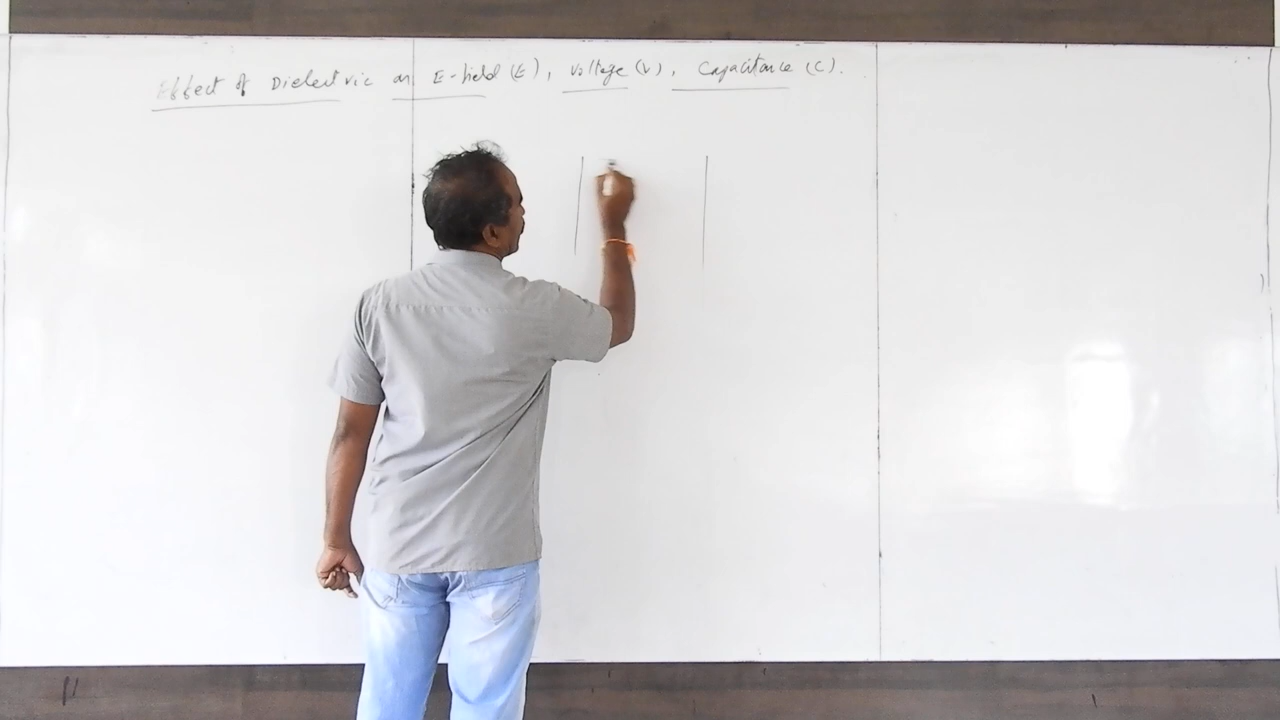 Effect of Dielectric on E-field (E), Voltage (V), Capacitance (C).